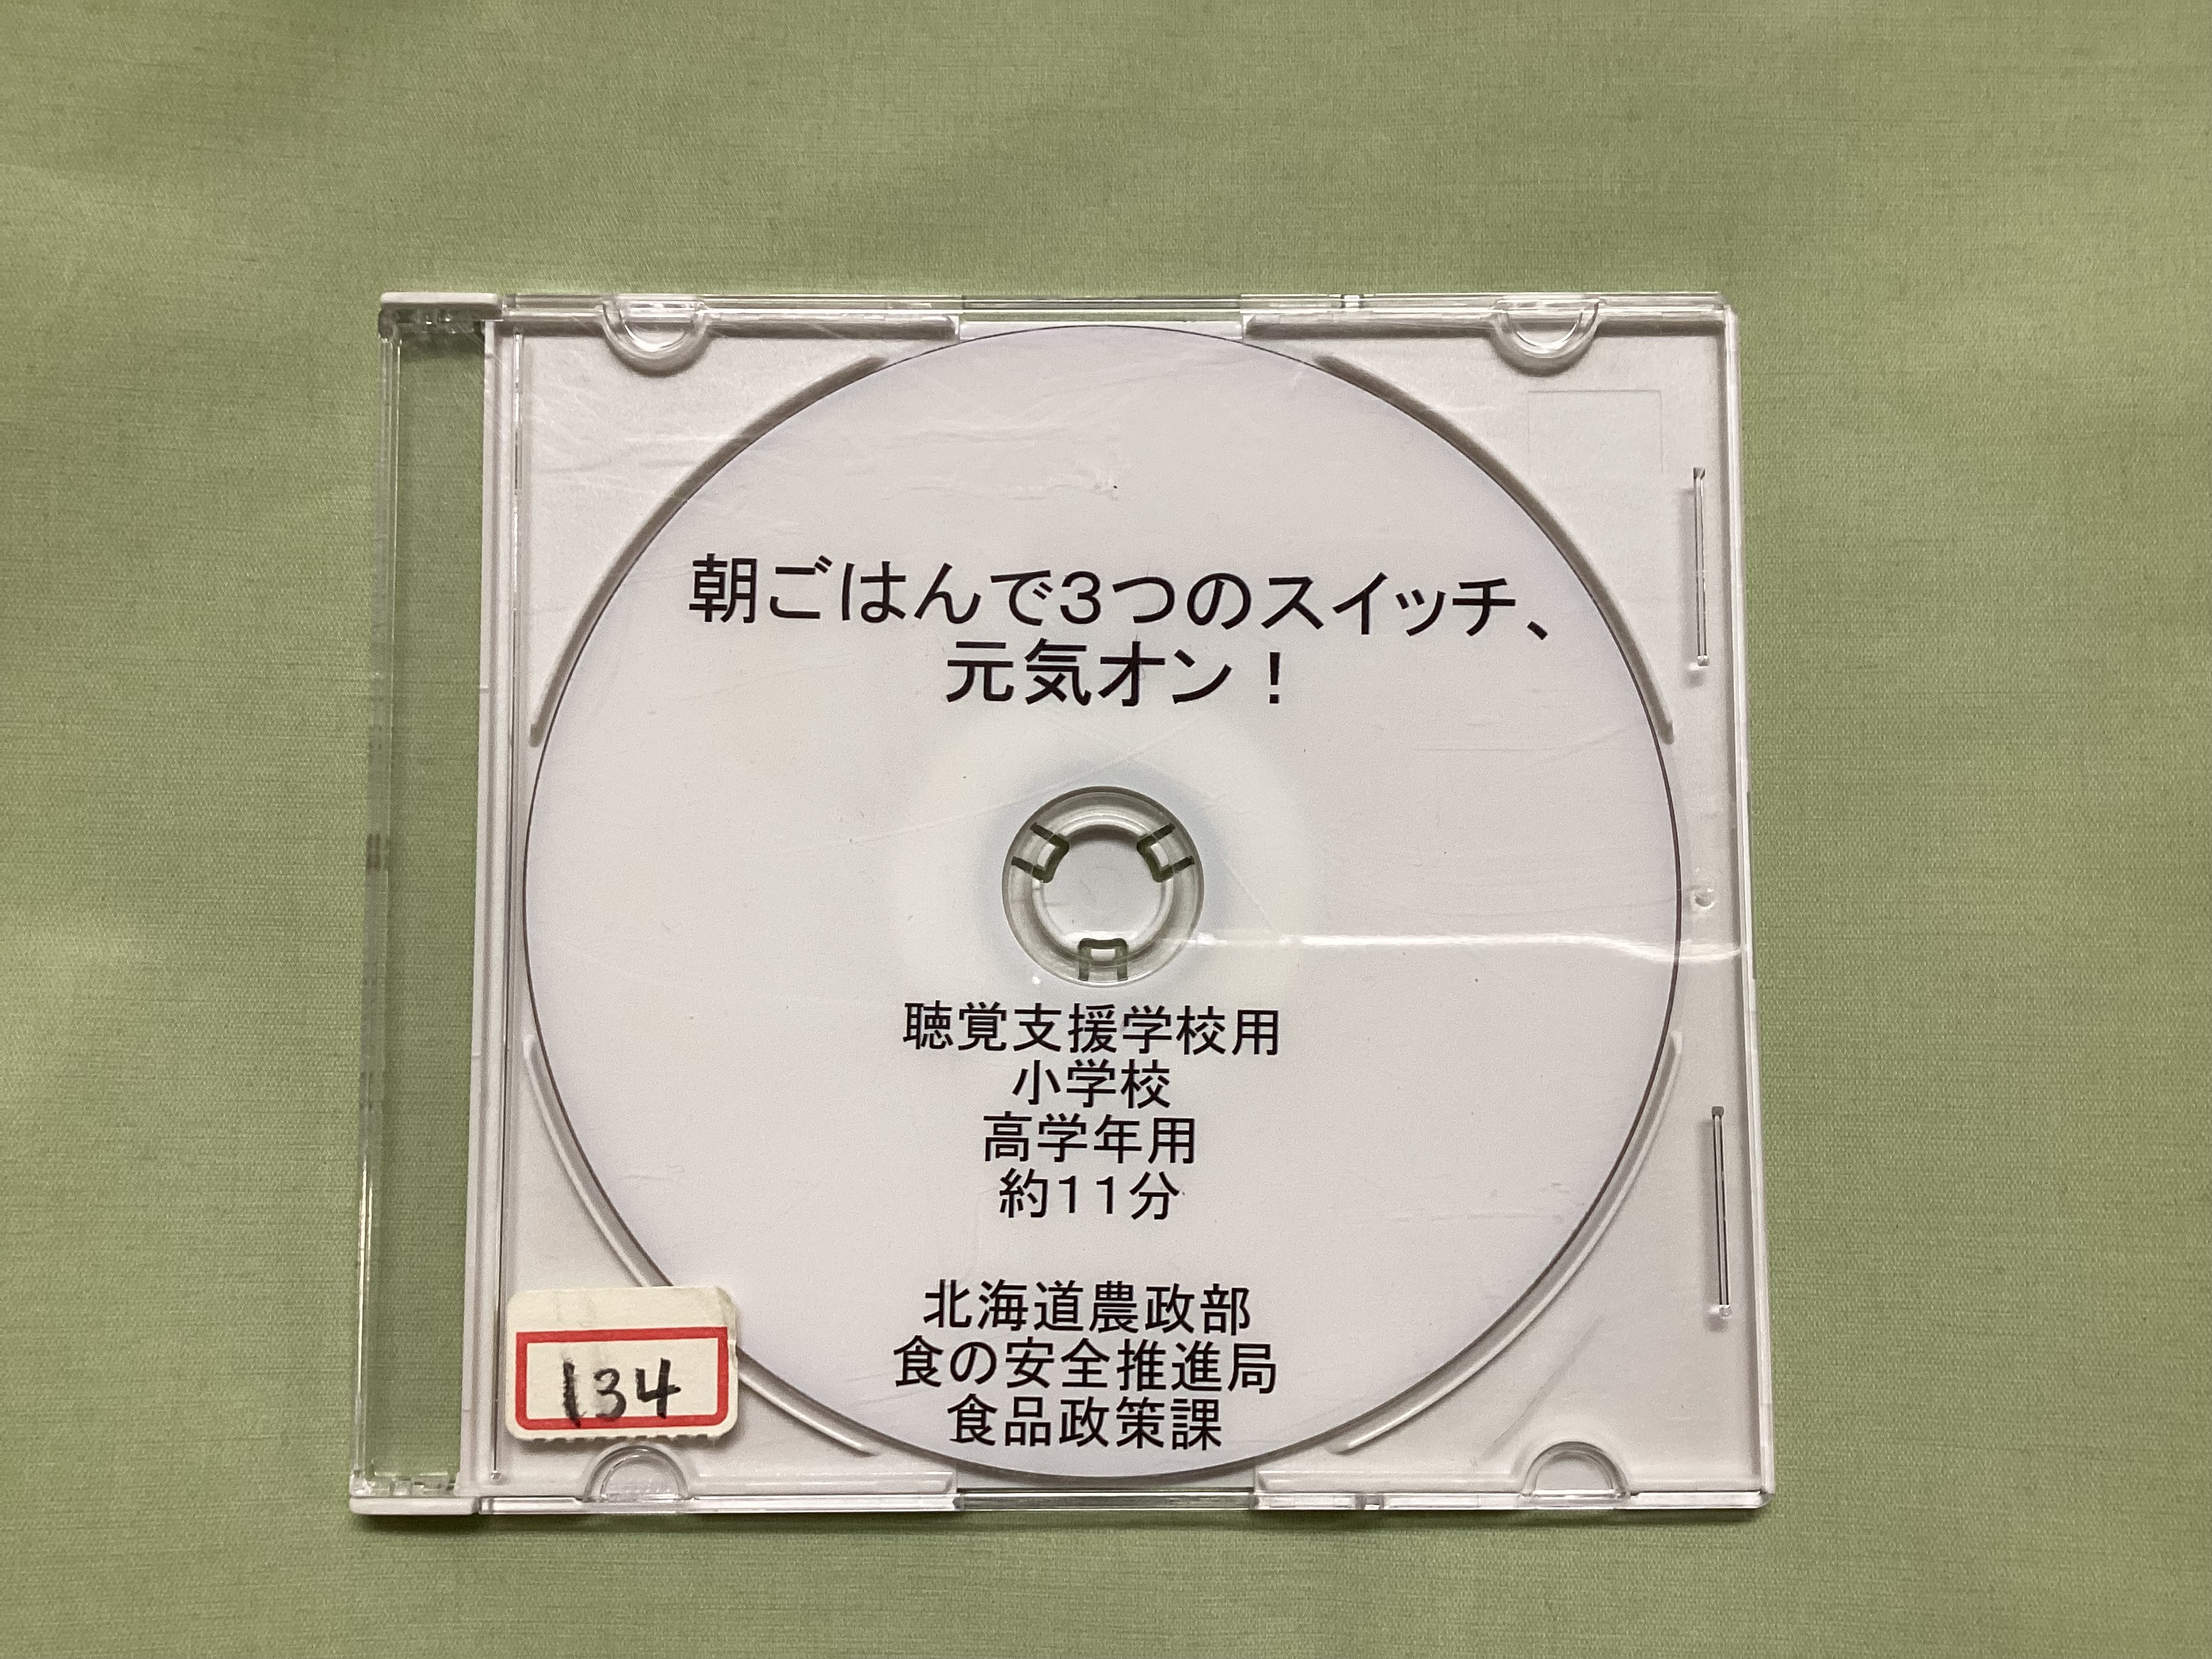 朝ごはんで３つのスイッチ、
元気オン！
聴覚支援学校用
小学校
高学年用
約１１分
北海道農政部
食の安全推進局
食品政策課
134